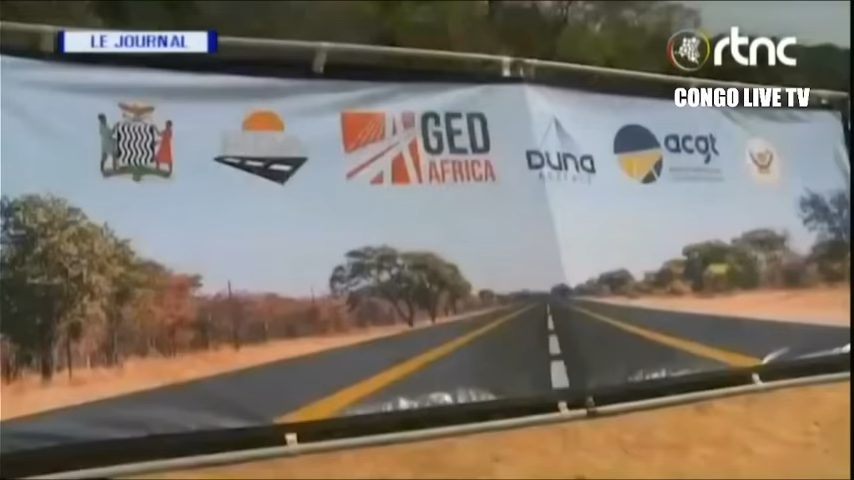 LE JOURNAL
rtnc
CONGO LIVE TV
GED
AFRICA
DUNA
acgt